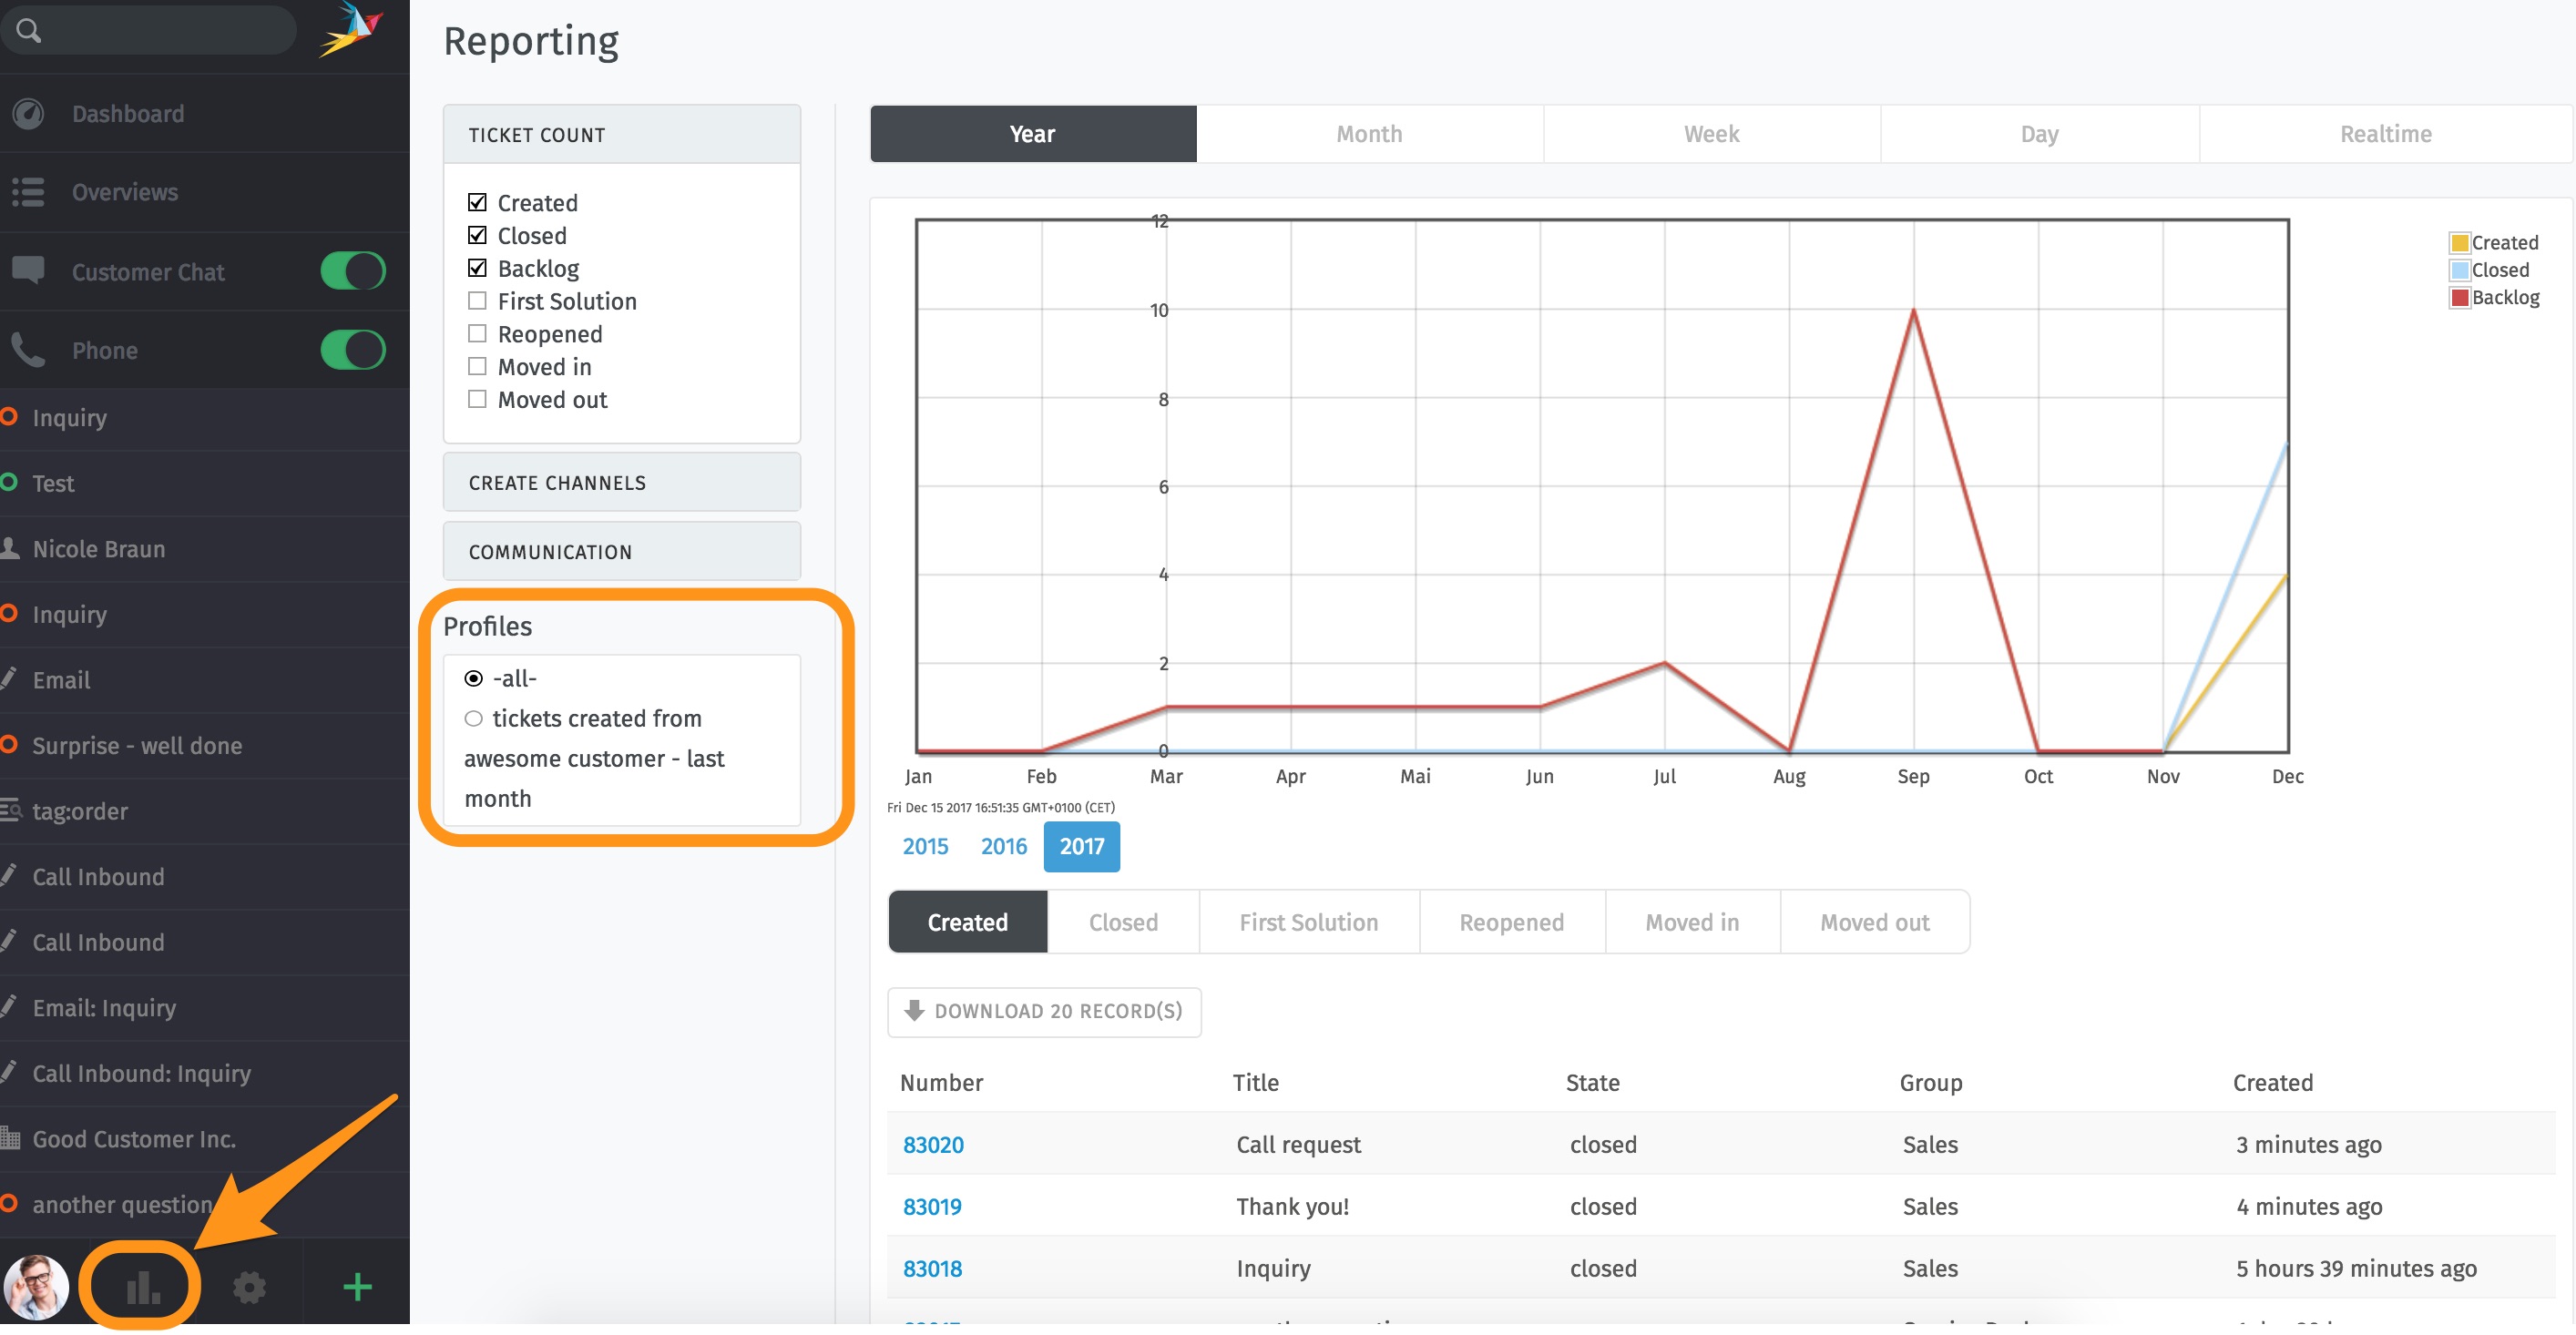 Reporting
Dashboard
Overviews
Customer Chat
Phone
Inquiry
Test
Nicole Braun
Inquiry
Email
Surprise - well done
tag:order
Call Inbound
Call Inbound
Email: Inquiry
Call Inbound: Inquiry
Good Customer Inc.
another question
TICKET COUNT
Created
Closed
Backlog
First Solution
Reopened
Moved in
Moved out
CREATE CHANNELS
COMMUNICATION
Profiles
-all-
tickets created from
awesome customer - last
month
Year Month Week Day Realtime
12
10
8
6
4
2
0
Created
Closed
Backlog
Jan Feb Mar Apr Mai Jun Jul Aug Sep Oct Nov Dec
Fri Dec 15 2017 16:51:35 GMT+0100 (CET)
2015 2016 2017
Created Closed First Solution Reopened Moved in Moved out
DOWNLOAD 20 RECORD(S)
Number Title State Group Created
83020 Call request closed Sales 3 minutes ago
83019 Thank you! closed Sales 4 minutes ago
83018 Inquiry closed Sales 5 hours 39 minutes ago